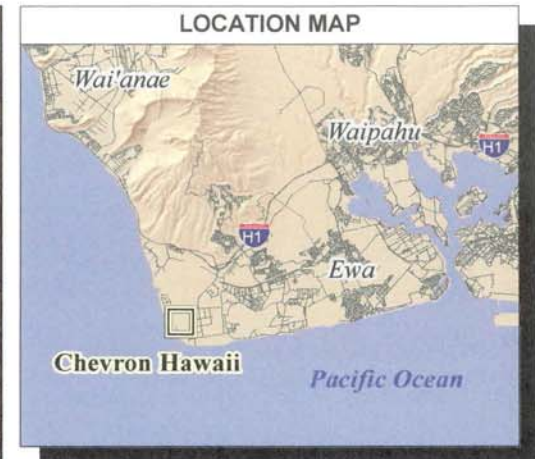 LOCATION MAP
Wai'anae
Waipahu
H1
H1
Ewa
Chevron Hawaii
Pacific Ocean